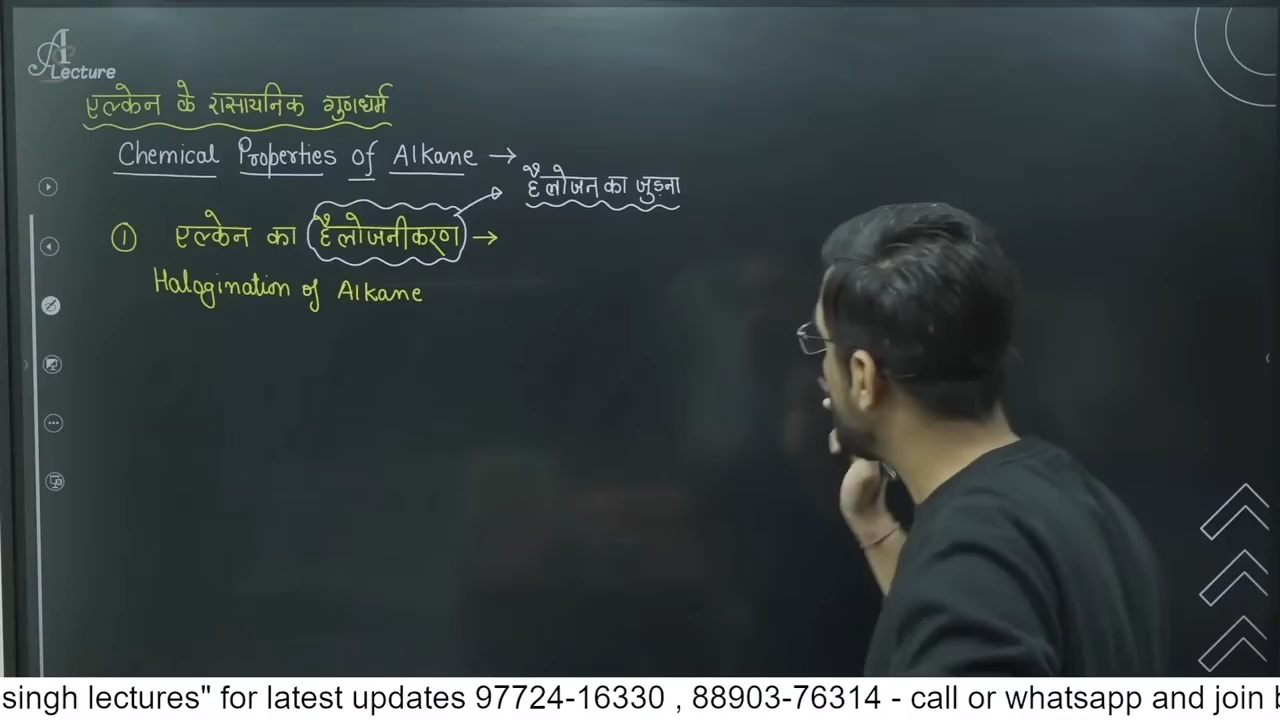 A
Lecture
एल्केन के रासायनिक गुणधर्म
Chemical Properties of Alkane →
हैलोजन का जुड़ना
① एल्केन का हैलोजनीकरण →
Halogination of Alkane
singh lectures" for latest updates 97724-16330 , 88903-76314 - call or whatsapp and join